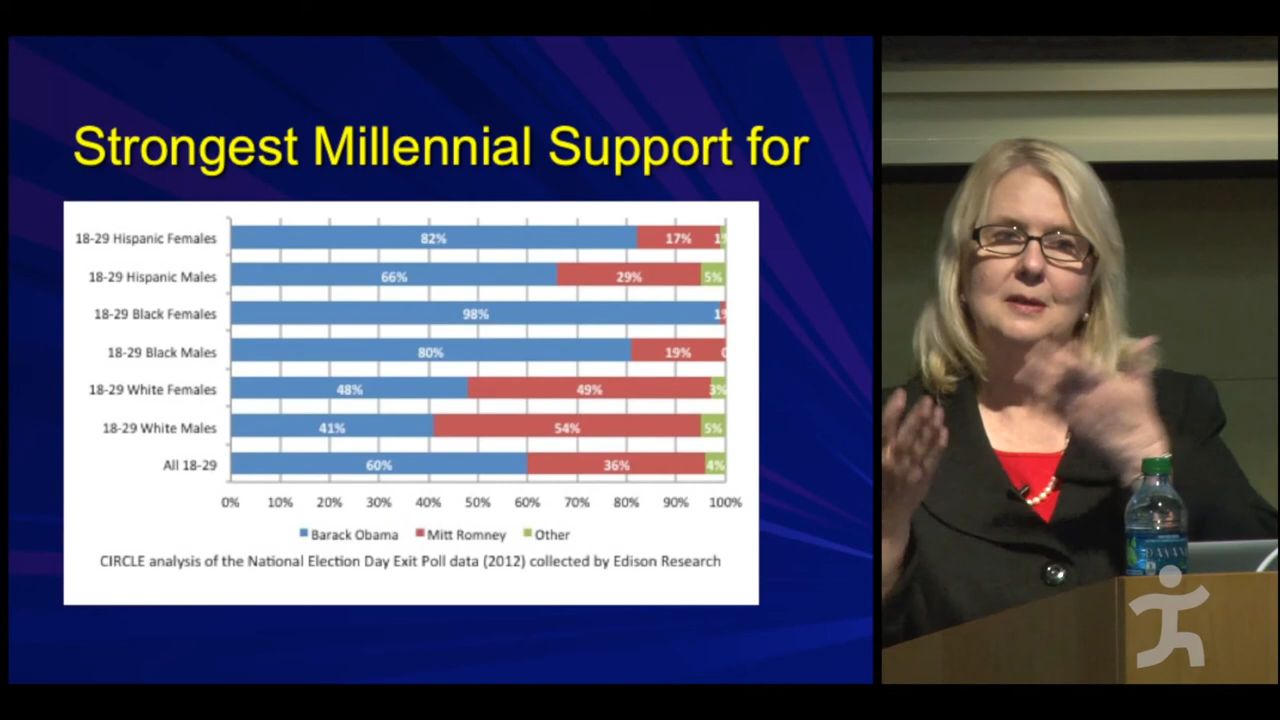 Strongest Millennial Support for
18-29 Hispanic Females 82% 17% 1%
18-29 Hispanic Males 66% 29% 5%
18-29 Black Females 98% 1%
18-29 Black Males 80% 19% 0
18-29 White Females 48% 49% 3%
18-29 White Males 41% 54% 5%
All 18-29 60% 36% 4%
0% 10% 20% 30% 40% 50% 60% 70% 80% 90% 100%
Barack Obama Mitt Romney Other
CIRCLE analysis of the National Election Day Exit Poll data (2012) collected by Edison Research
DASANI